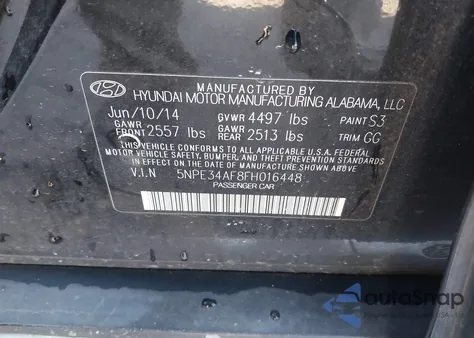 MANUFACTURED BY
HYUNDAI MOTOR MANUFACTURING ALABAMA, LLC
Jun/10/14 GVWR 4497 lbs PAINT S3
GAWR FRONT 2557 lbs GAWR REAR 2513 lbs TRIM GG
THIS VEHICLE CONFORMS TO ALL APPLICABLE U.S.A. FEDERAL
MOTOR VEHICLE SAFETY, BUMPER, AND THEFT PREVENTION STANDARDS
IN EFFECT ON THE DATE OF MANUFACTURE SHOWN ABOVE.
V.I.N 5NPE34AF8FH016448
PASSENGER CAR
autoSnap